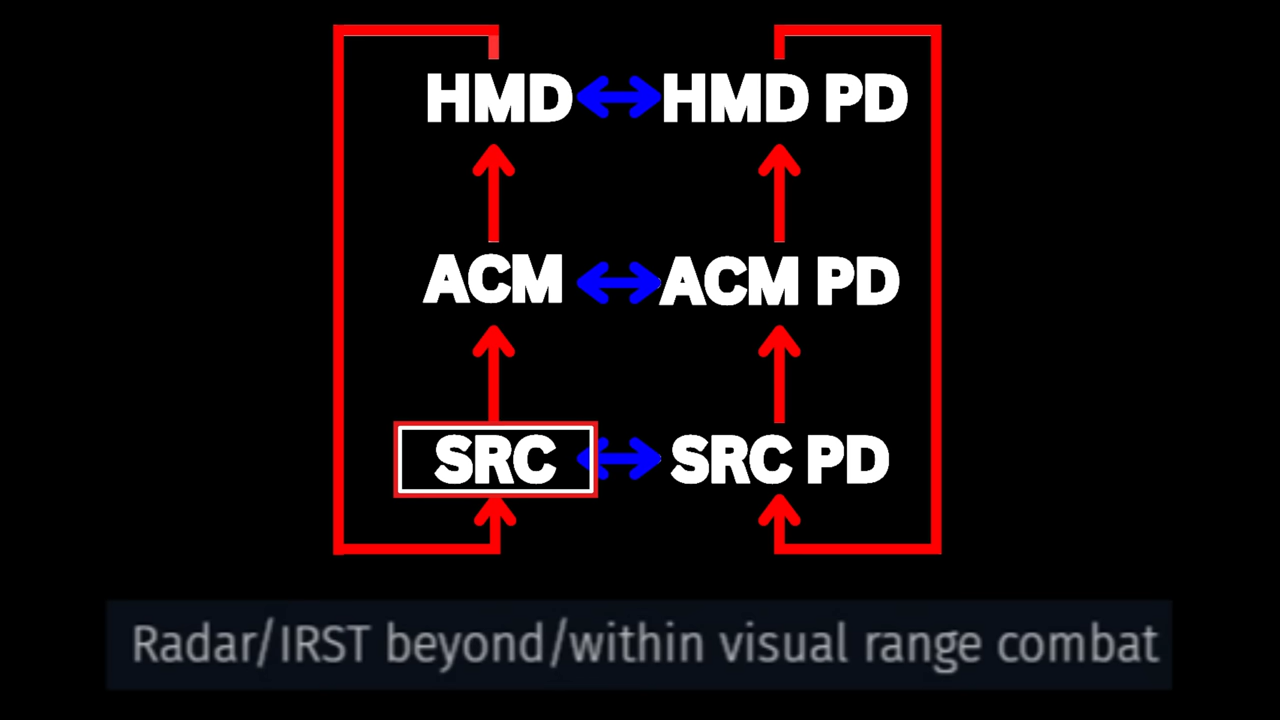 HMD HMD PD
ACM ACM PD
SRC SRC PD
Radar/IRST beyond/within visual range combat